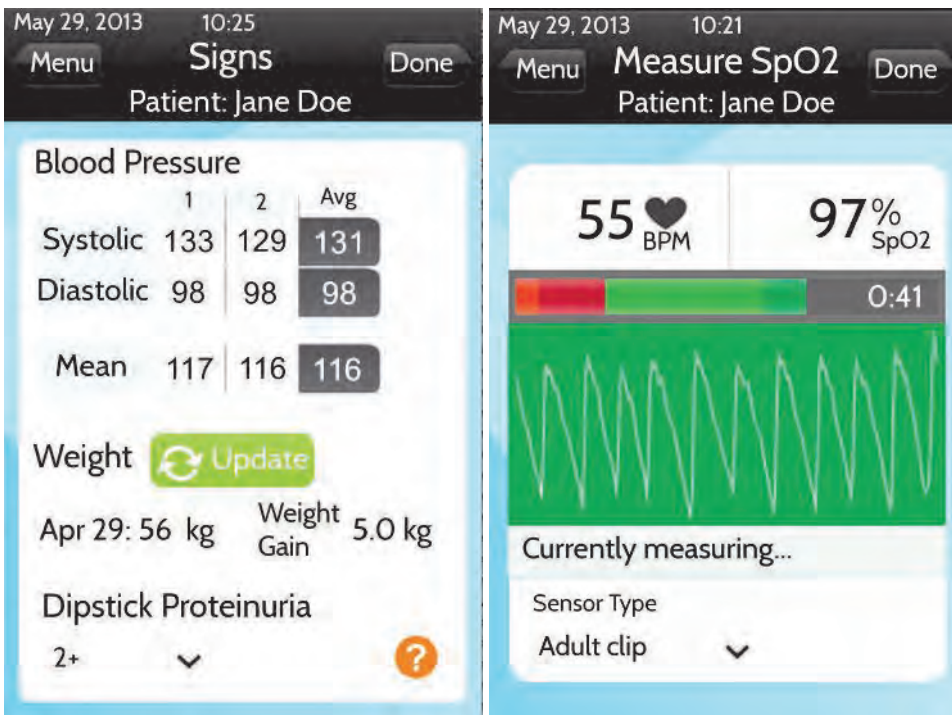 May 29, 2013 10:25
Menu Signs Done
Patient: Jane Doe
Blood Pressure
1 2 Avg
Systolic 133 129 131
Diastolic 98 98 98
Mean 117 116 116
Weight Update
Apr 29: 56 kg Weight Gain 5.0 kg
Dipstick Proteinuria
2+ ?
May 29, 2013 10:21
Menu Measure SpO2 Done
Patient: Jane Doe
55 BPM 97% SpO2
0:41
Currently measuring...
Sensor Type
Adult clip